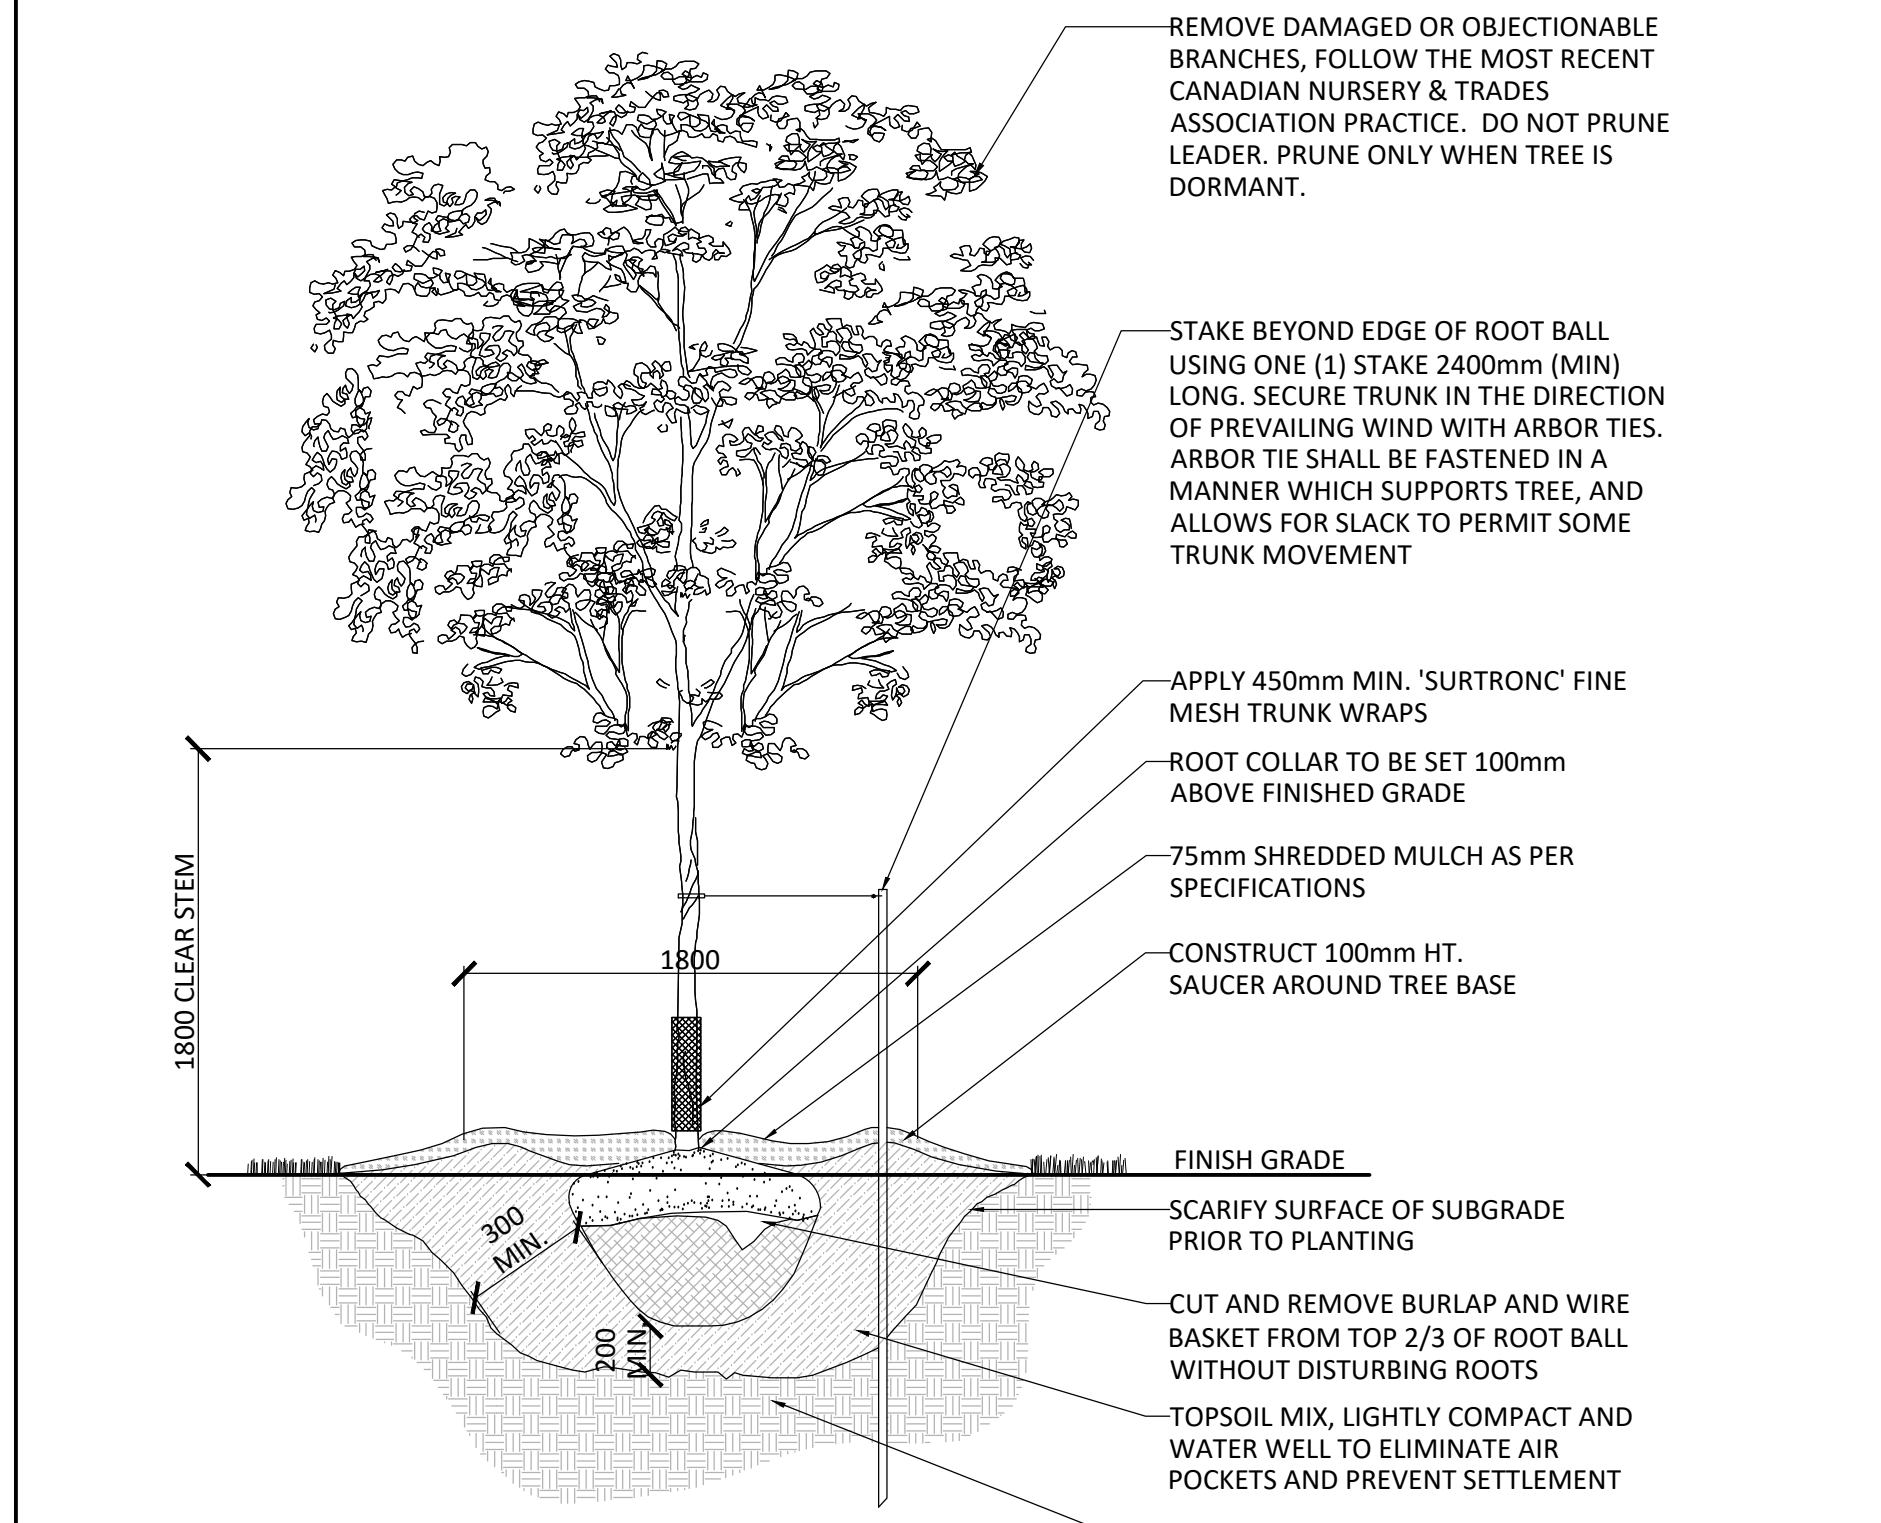 REMOVE DAMAGED OR OBJECTIONABLE
BRANCHES, FOLLOW THE MOST RECENT
CANADIAN NURSERY & TRADES
ASSOCIATION PRACTICE.  DO NOT PRUNE
LEADER. PRUNE ONLY WHEN TREE IS
DORMANT.
STAKE BEYOND EDGE OF ROOT BALL
USING ONE (1) STAKE 2400mm (MIN)
LONG. SECURE TRUNK IN THE DIRECTION
OF PREVAILING WIND WITH ARBOR TIES.
ARBOR TIE SHALL BE FASTENED IN A
MANNER WHICH SUPPORTS TREE, AND
ALLOWS FOR SLACK TO PERMIT SOME
TRUNK MOVEMENT
APPLY 450mm MIN. 'SURTRONC' FINE
MESH TRUNK WRAPS
ROOT COLLAR TO BE SET 100mm
ABOVE FINISHED GRADE
75mm SHREDDED MULCH AS PER
SPECIFICATIONS
CONSTRUCT 100mm HT.
SAUCER AROUND TREE BASE
1800 CLEAR STEM
1800
FINISH GRADE
SCARIFY SURFACE OF SUBGRADE
PRIOR TO PLANTING
300
MIN.
CUT AND REMOVE BURLAP AND WIRE
BASKET FROM TOP 2/3 OF ROOT BALL
WITHOUT DISTURBING ROOTS
200
MIN.
TOPSOIL MIX, LIGHTLY COMPACT AND
WATER WELL TO ELIMINATE AIR
POCKETS AND PREVENT SETTLEMENT